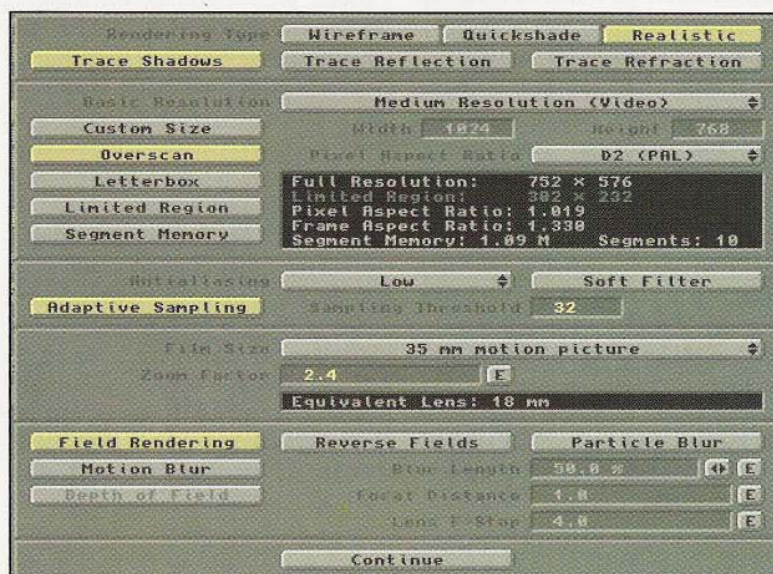 Rendering Type Wireframe Quickshade Realistic
Trace Shadows Trace Reflection Trace Refraction
Basic Resolution Medium Resolution (Video)
Custom Size Width 1024 Height 768
Overscan Pixel Aspect Ratio D2 (PAL)
Letterbox
Limited Region
Segment Memory
Full Resolution: 752 × 576
Limited Region: 302 × 232
Pixel Aspect Ratio: 1.019
Frame Aspect Ratio: 1.330
Segment Memory: 1.09 M Segments: 10
Antialiasing Low Soft Filter
Adaptive Sampling Sampling Threshold 32
Film Size 35 mm motion picture
Zoom Factor 2.4 E
Equivalent Lens: 18 mm
Field Rendering Reverse Fields Particle Blur
Motion Blur Blur Length 50.0 % E
Depth of Field Focal Distance 1.0 E
Lens F-Stop 4.0 E
Continue